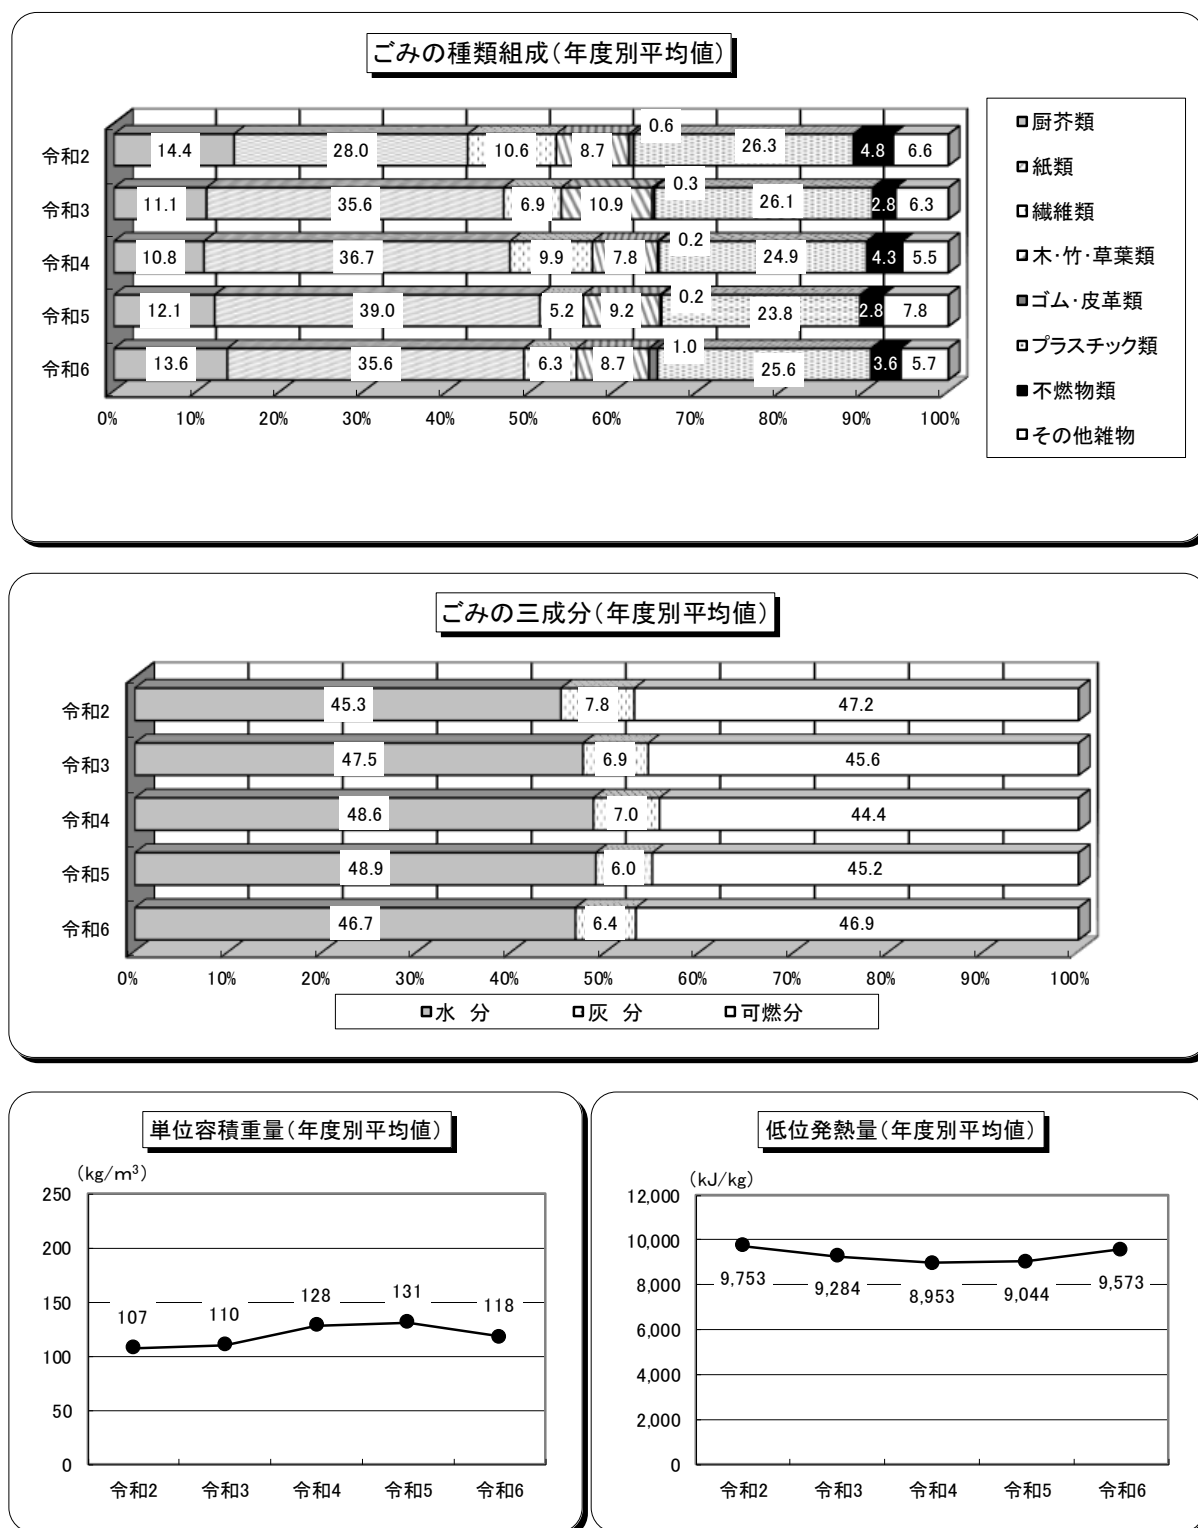 ごみの種類組成(年度別平均値)
令和2 14.4 28.0 10.6 8.7 0.6 26.3 4.8 6.6
令和3 11.1 35.6 6.9 10.9 0.3 26.1 2.8 6.3
令和4 10.8 36.7 9.9 7.8 0.2 24.9 4.3 5.5
令和5 12.1 39.0 5.2 9.2 0.2 23.8 2.8 7.8
令和6 13.6 35.6 6.3 8.7 1.0 25.6 3.6 5.7
0% 10% 20% 30% 40% 50% 60% 70% 80% 90% 100%
厨芥類
紙類
繊維類
木・竹・草葉類
ゴム・皮革類
プラスチック類
不燃物類
その他雑物
ごみの三成分(年度別平均値)
令和2 45.3 7.8 47.2
令和3 47.5 6.9 45.6
令和4 48.6 7.0 44.4
令和5 48.9 6.0 45.2
令和6 46.7 6.4 46.9
0% 10% 20% 30% 40% 50% 60% 70% 80% 90% 100%
水 分 灰 分 可燃分
単位容積重量(年度別平均値)
(kg/m³)
250
200
150
100
50
0
107 110 128 131 118
令和2 令和3 令和4 令和5 令和6
低位発熱量(年度別平均値)
(kJ/kg)
12,000
10,000
8,000
6,000
4,000
2,000
0
9,753 9,284 8,953 9,044 9,573
令和2 令和3 令和4 令和5 令和6